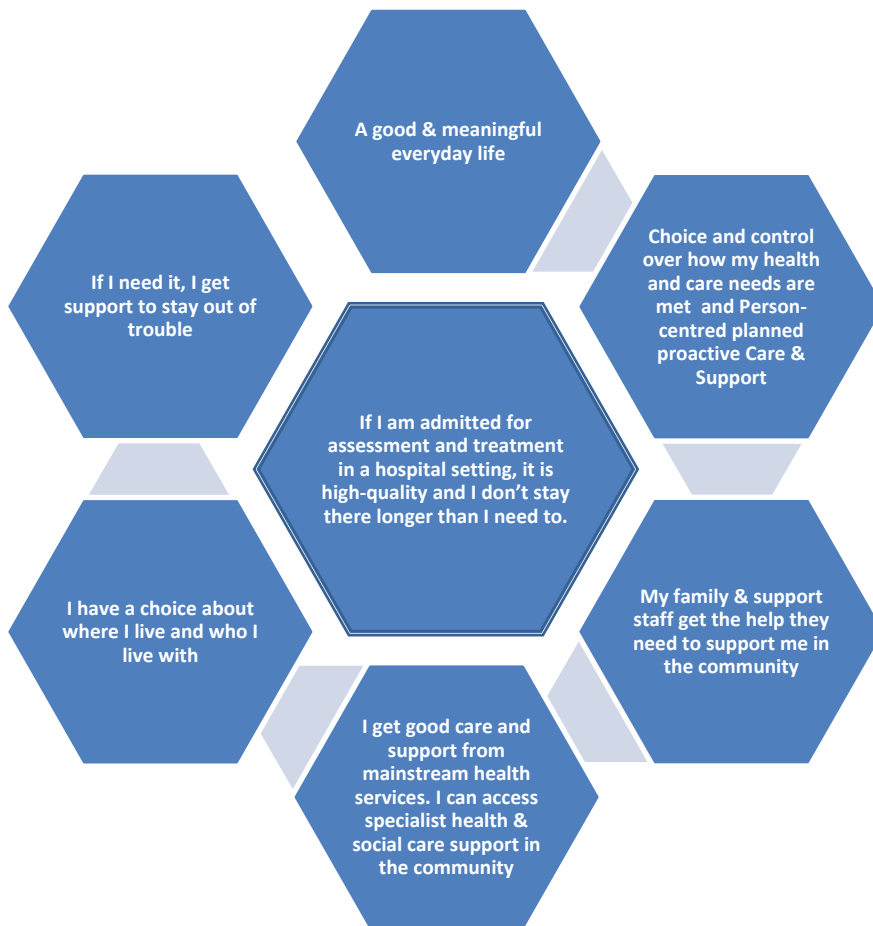 A good & meaningful
everyday life
Choice and control
over how my health
and care needs are
met and Person-
centred planned
proactive Care &
Support
My family & support
staff get the help they
need to support me in
the community
I get good care and
support from
mainstream health
services. I can access
specialist health &
social care support in
the community
I have a choice about
where I live and who I
live with
If I need it, I get
support to stay out of
trouble
If I am admitted for
assessment and treatment
in a hospital setting, it is
high-quality and I don’t stay
there longer than I need to.